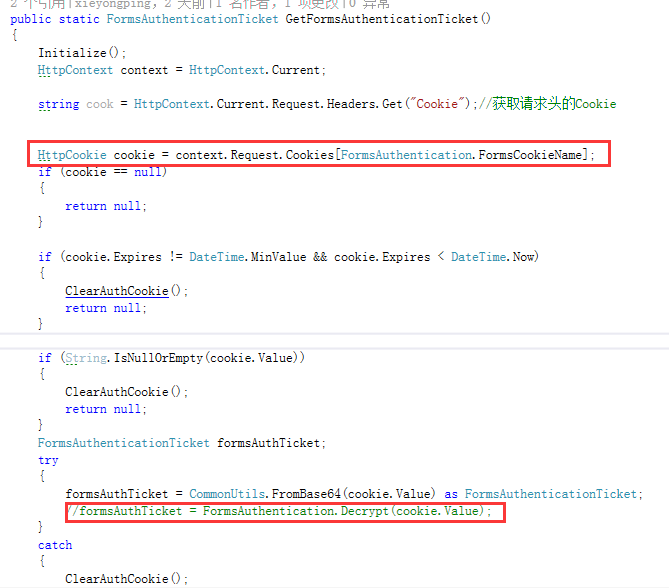 2 个引用|xieyongping，2 天前|1 名作者，1 项更改|0 异常
public static FormsAuthenticationTicket GetFormsAuthenticationTicket()
{
Initialize();
HttpContext context = HttpContext.Current;
string cook = HttpContext.Current.Request.Headers.Get("Cookie");//获取请求头的Cookie
HttpCookie cookie = context.Request.Cookies[FormsAuthentication.FormsCookieName];
if (cookie == null)
{
return null;
}
if (cookie.Expires != DateTime.MinValue && cookie.Expires < DateTime.Now)
{
ClearAuthCookie();
return null;
}
if (String.IsNullOrEmpty(cookie.Value))
{
ClearAuthCookie();
return null;
}
FormsAuthenticationTicket formsAuthTicket;
try
{
formsAuthTicket = CommonUtils.FromBase64(cookie.Value) as FormsAuthenticationTicket;
//formsAuthTicket = FormsAuthentication.Decrypt(cookie.Value);
}
catch
{
ClearAuthCookie();